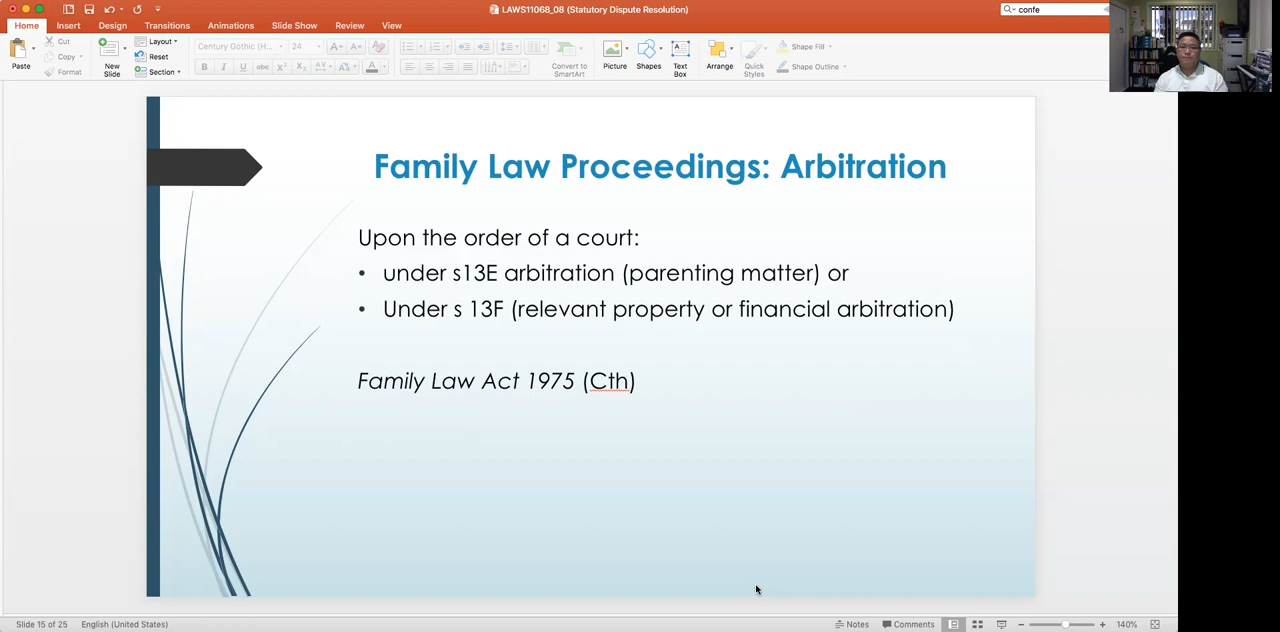 LAWS11068_08 (Statutory Dispute Resolution)
confe
Home Insert Design Transitions Animations Slide Show Review View
Paste
Cut
Copy
Format
New Slide
Layout
Reset
Section
Century Gothic (H... 24
Convert to SmartArt
Picture
Shapes
Text Box
Arrange
Quick Styles
Shape Fill
Shape Outline
Family Law Proceedings: Arbitration
Upon the order of a court:
• under s13E arbitration (parenting matter) or
• Under s 13F (relevant property or financial arbitration)
Family Law Act 1975 (Cth)
Slide 15 of 25 English (United States) Notes Comments 140%